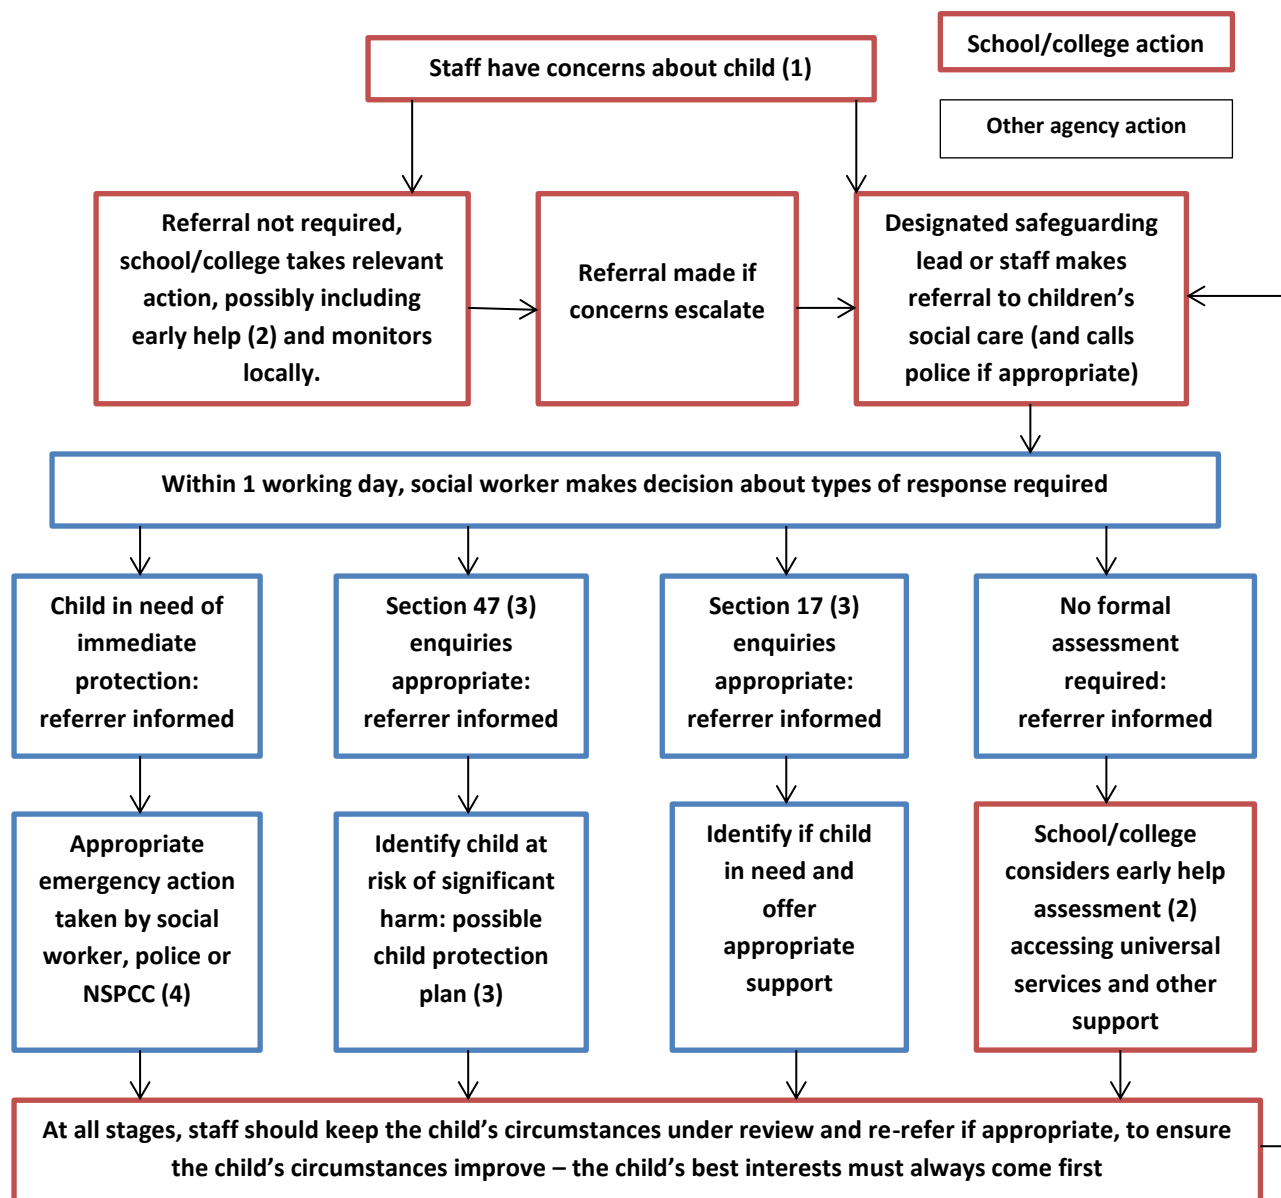 Staff have concerns about child (1)
School/college action
Other agency action
Referral not required,
school/college takes relevant
action, possibly including
early help (2) and monitors
locally.
Referral made if
concerns escalate
Designated safeguarding
lead or staff makes
referral to children’s
social care (and calls
police if appropriate)
Within 1 working day, social worker makes decision about types of response required
Child in need of
immediate
protection:
referrer informed
Section 47 (3)
enquiries
appropriate:
referrer informed
Section 17 (3)
enquiries
appropriate:
referrer informed
No formal
assessment
required:
referrer informed
Appropriate
emergency action
taken by social
worker, police or
NSPCC (4)
Identify child at
risk of significant
harm: possible
child protection
plan (3)
Identify if child
in need and
offer
appropriate
support
School/college
considers early help
assessment (2)
accessing universal
services and other
support
At all stages, staff should keep the child’s circumstances under review and re-refer if appropriate, to ensure
the child’s circumstances improve – the child’s best interests must always come first